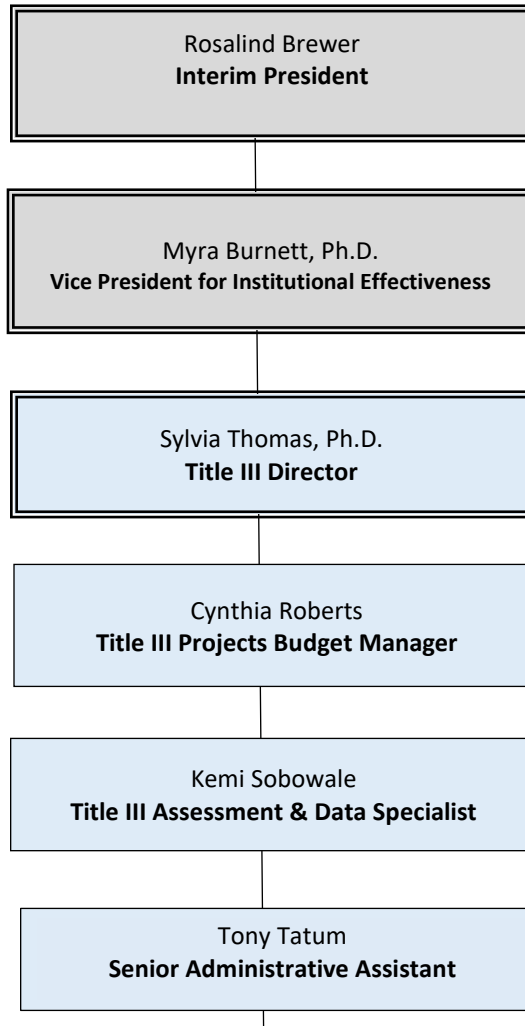 Rosalind Brewer
Interim President
Myra Burnett, Ph.D.
Vice President for Institutional Effectiveness
Sylvia Thomas, Ph.D.
Title III Director
Cynthia Roberts
Title III Projects Budget Manager
Kemi Sobowale
Title III Assessment & Data Specialist
Tony Tatum
Senior Administrative Assistant